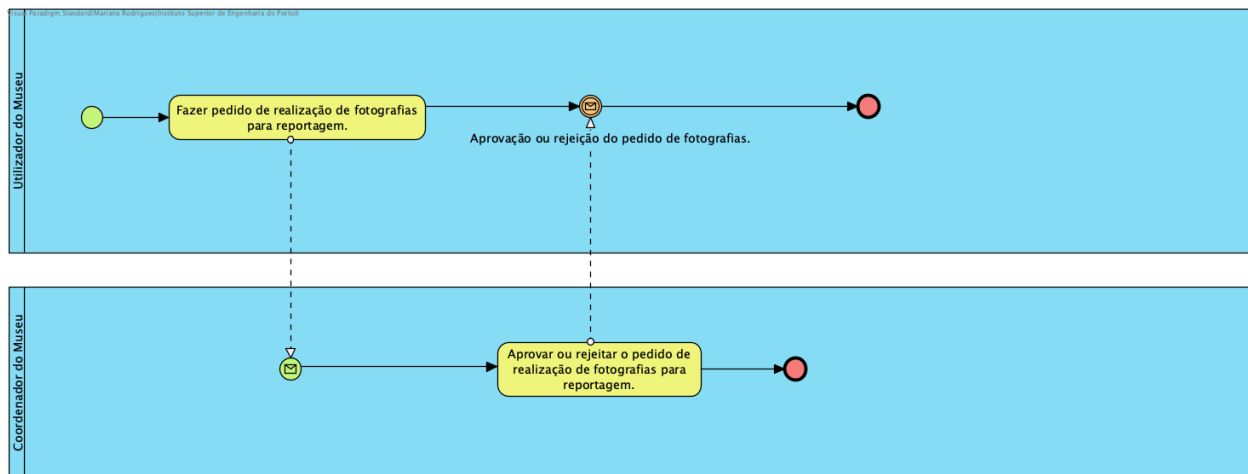 Visual Paradigm Standard(Mariana Rodrigues(Instituto Superior de Engenharia do Porto))
Utilizador do Museu
Fazer pedido de realização de fotografias
para reportagem.
Aprovação ou rejeição do pedido de fotografias.
Coordenador do Museu
Aprovar ou rejeitar o pedido de
realização de fotografias para
reportagem.